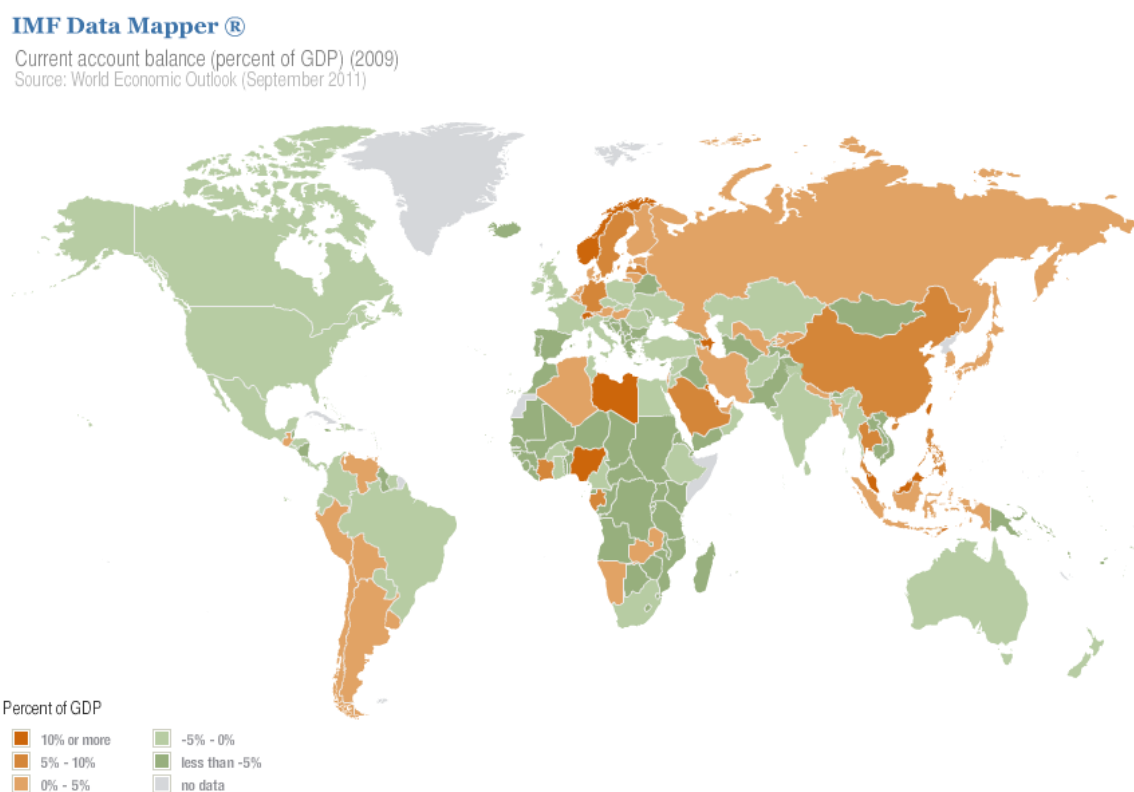 IMF Data Mapper ®
Current account balance (percent of GDP) (2009)
Source: World Economic Outlook (September 2011)
Percent of GDP
10% or more
5% - 10%
0% - 5%
-5% - 0%
less than -5%
no data